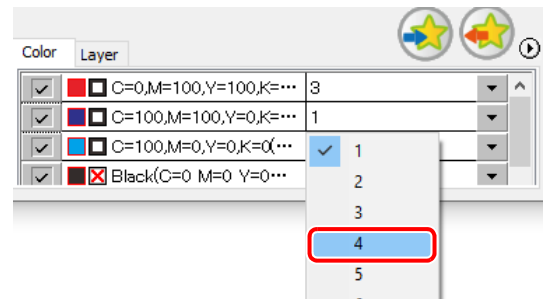 Color Layer
C=0,M=100,Y=100,K=··· 3
C=100,M=100,Y=0,K=··· 1
C=100,M=0,Y=0,K=0(···
Black(C=0 M=0 Y=0···
1
2
3
4
5